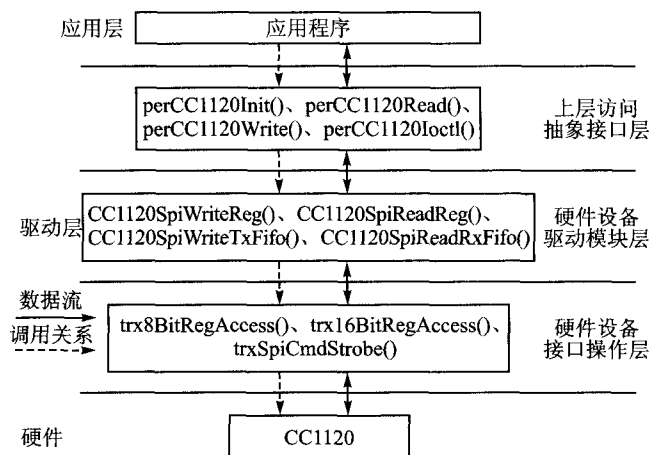 应用层
应用程序
perCC1120Init()、perCC1120Read()、
perCC1120Write()、perCC1120Ioctl()
上层访问
抽象接口层
驱动层
CC1120SpiWriteReg()、CC1120SpiReadReg()、
CC1120SpiWriteTxFifo()、CC1120SpiReadRxFifo()
硬件设备
驱动模块层
数据流
调用关系
trx8BitRegAccess()、trx16BitRegAccess()、
trxSpiCmdStrobe()
硬件设备
接口操作层
硬件
CC1120